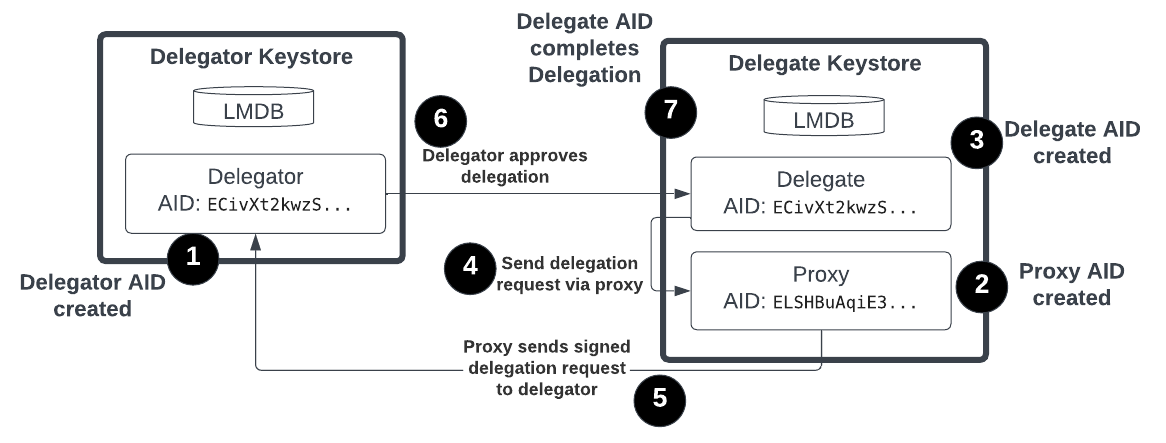 Delegator Keystore
LMDB
Delegator
AID: ECivXt2kwzS...
1
Delegator AID
created
6
Delegator approves
delegation
Delegate AID
completes
Delegation
7
Delegate Keystore
LMDB
3
Delegate AID
created
Delegate
AID: ECivXt2kwzS...
4
Send delegation
request via proxy
Proxy
AID: ELSHBuAqiE3...
2
Proxy AID
created
Proxy sends signed
delegation request
to delegator
5